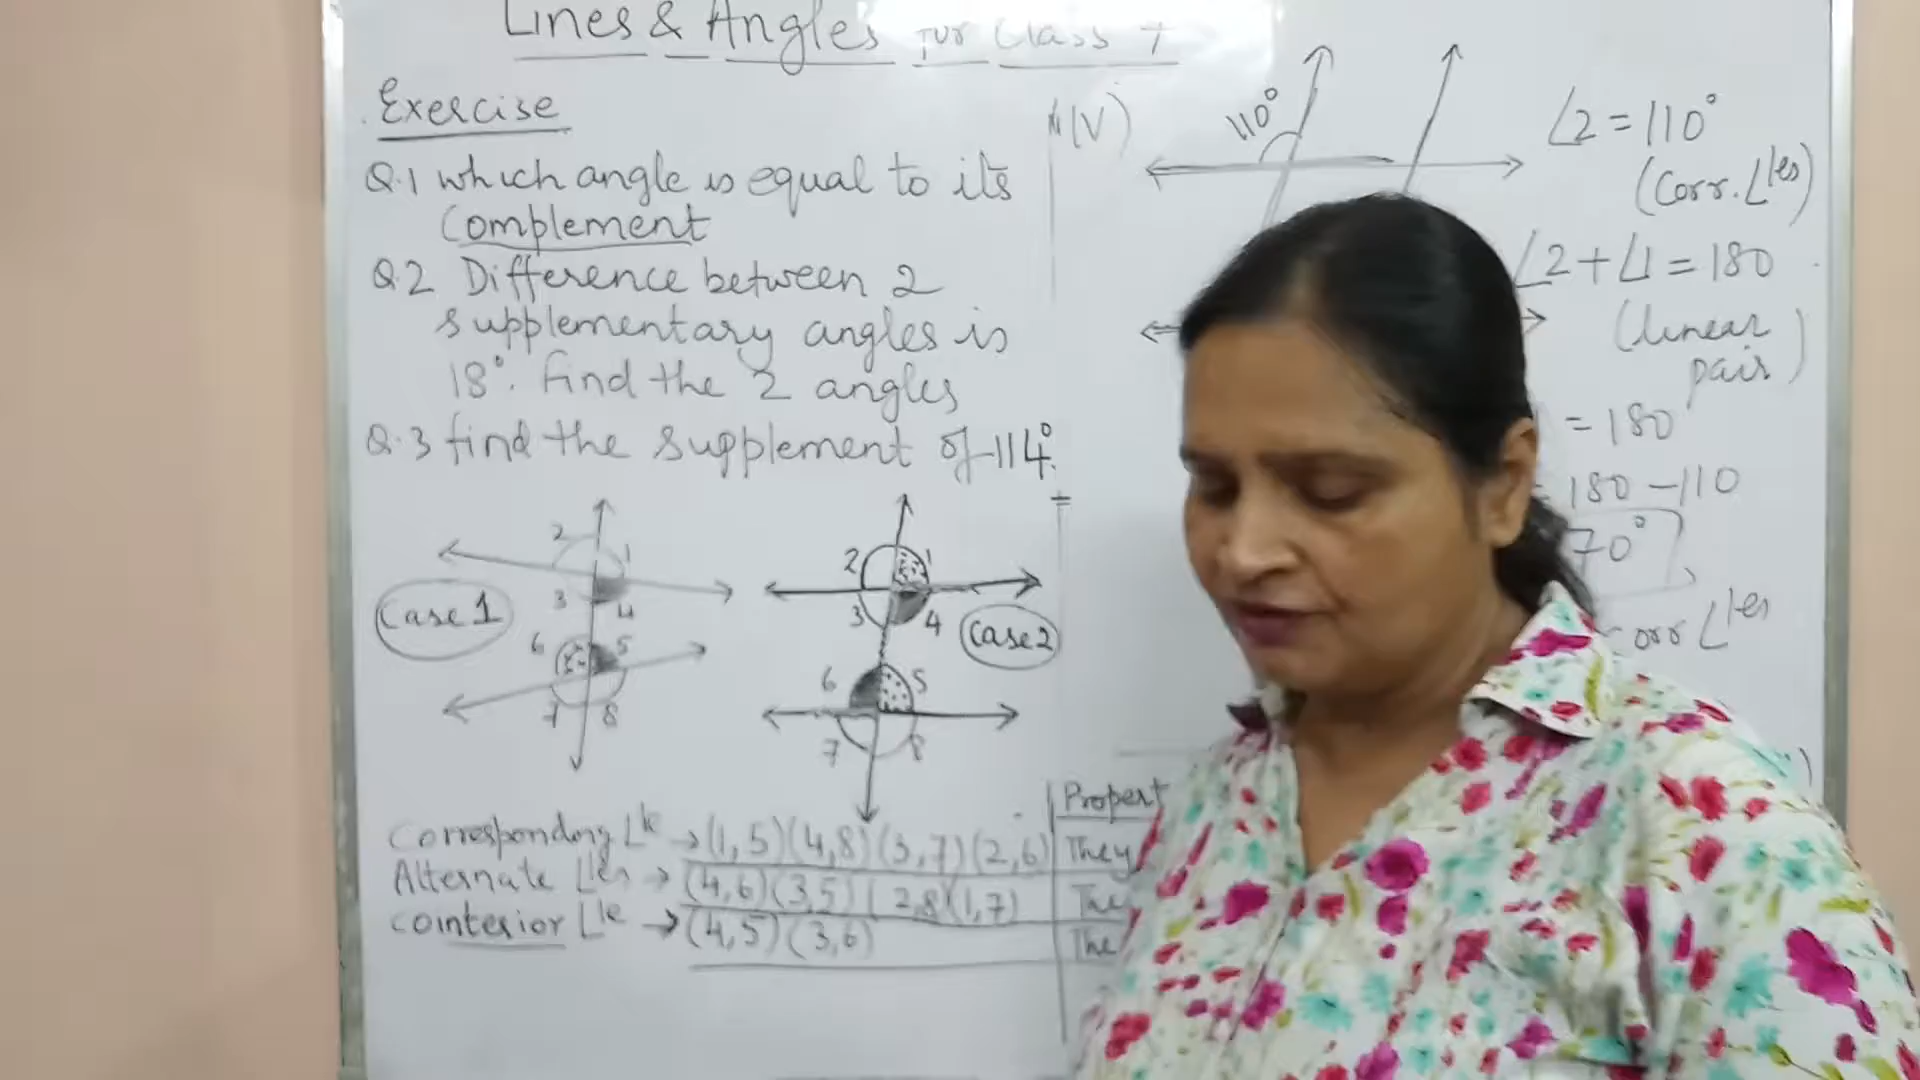 Lines & Angles for Class 7
Exercise
Q.1 which angle is equal to its
Complement
Q.2 Difference between 2
supplementary angles is
18°. Find the 2 angles
Q.3 find the supplement of 114°.
2
1
3
4
Case 1
6
5
7
8
2
1
3
4
Case 2
6
5
7
8
Corresponding ∠le → (1,5) (4,8) (3,7) (2,6)
Alternate ∠les → (4,6) (3,5) (2,8) (1,7)
cointerior ∠le → (4,5) (3,6)
They
(V)
110°
∠2 = 110°
(Corr. ∠les)
∠2 + ∠1 = 180
(linear
pair)
= 180
= 180 - 110
70°
orr ∠les